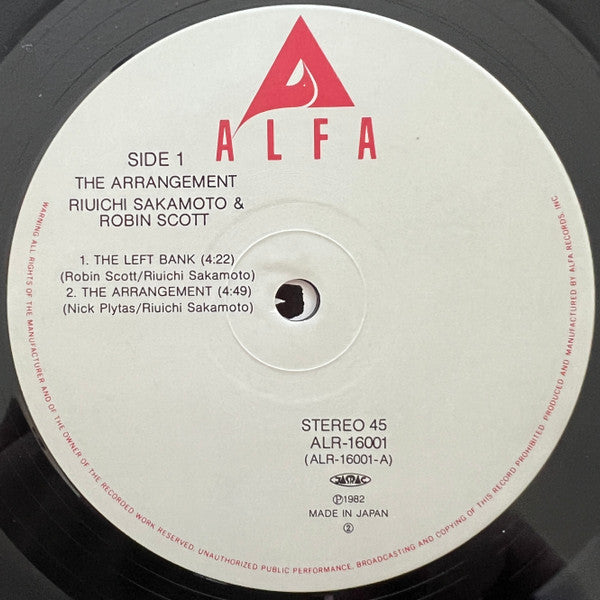 ALFA
SIDE 1
THE ARRANGEMENT
RIUICHI SAKAMOTO &
ROBIN SCOTT
1. THE LEFT BANK (4:22)
(Robin Scott/Riuichi Sakamoto)
2. THE ARRANGEMENT (4:49)
(Nick Plytas/Riuichi Sakamoto)
STEREO 45
ALR-16001
(ALR-16001-A)
JASRAC
Ⓟ1982
MADE IN JAPAN
②
WARNING: ALL RIGHTS OF THE MANUFACTURER AND OF THE OWNER OF THE RECORDED WORK RESERVED. UNAUTHORIZED PUBLIC PERFORMANCE, BROADCASTING AND COPYING OF THIS RECORD PROHIBITED. PRODUCED AND MANUFACTURED BY ALFA RECORDS, INC.